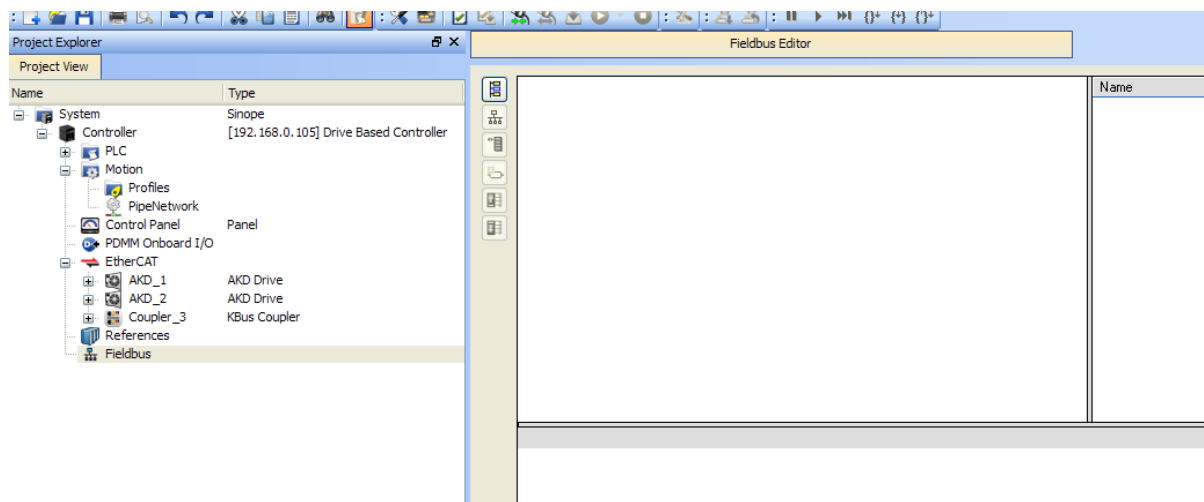 Project Explorer
Fieldbus Editor
Project View
Name Type
Name
System Sinope
Controller [192.168.0.105] Drive Based Controller
PLC
Motion
Profiles
PipeNetwork
Control Panel Panel
PDMM Onboard I/O
EtherCAT
AKD_1 AKD Drive
AKD_2 AKD Drive
Coupler_3 KBus Coupler
References
Fieldbus